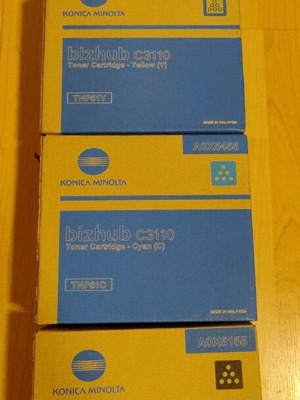 KONICA MINOLTA
bizhub C3110
Toner Cartridge - Yellow (Y)
TNP51Y
MADE IN MALAYSIA
A0X5455
KONICA MINOLTA
bizhub C3110
Toner Cartridge - Cyan (C)
TNP51C
MADE IN MALAYSIA
A0X5155
KONICA MINOLTA